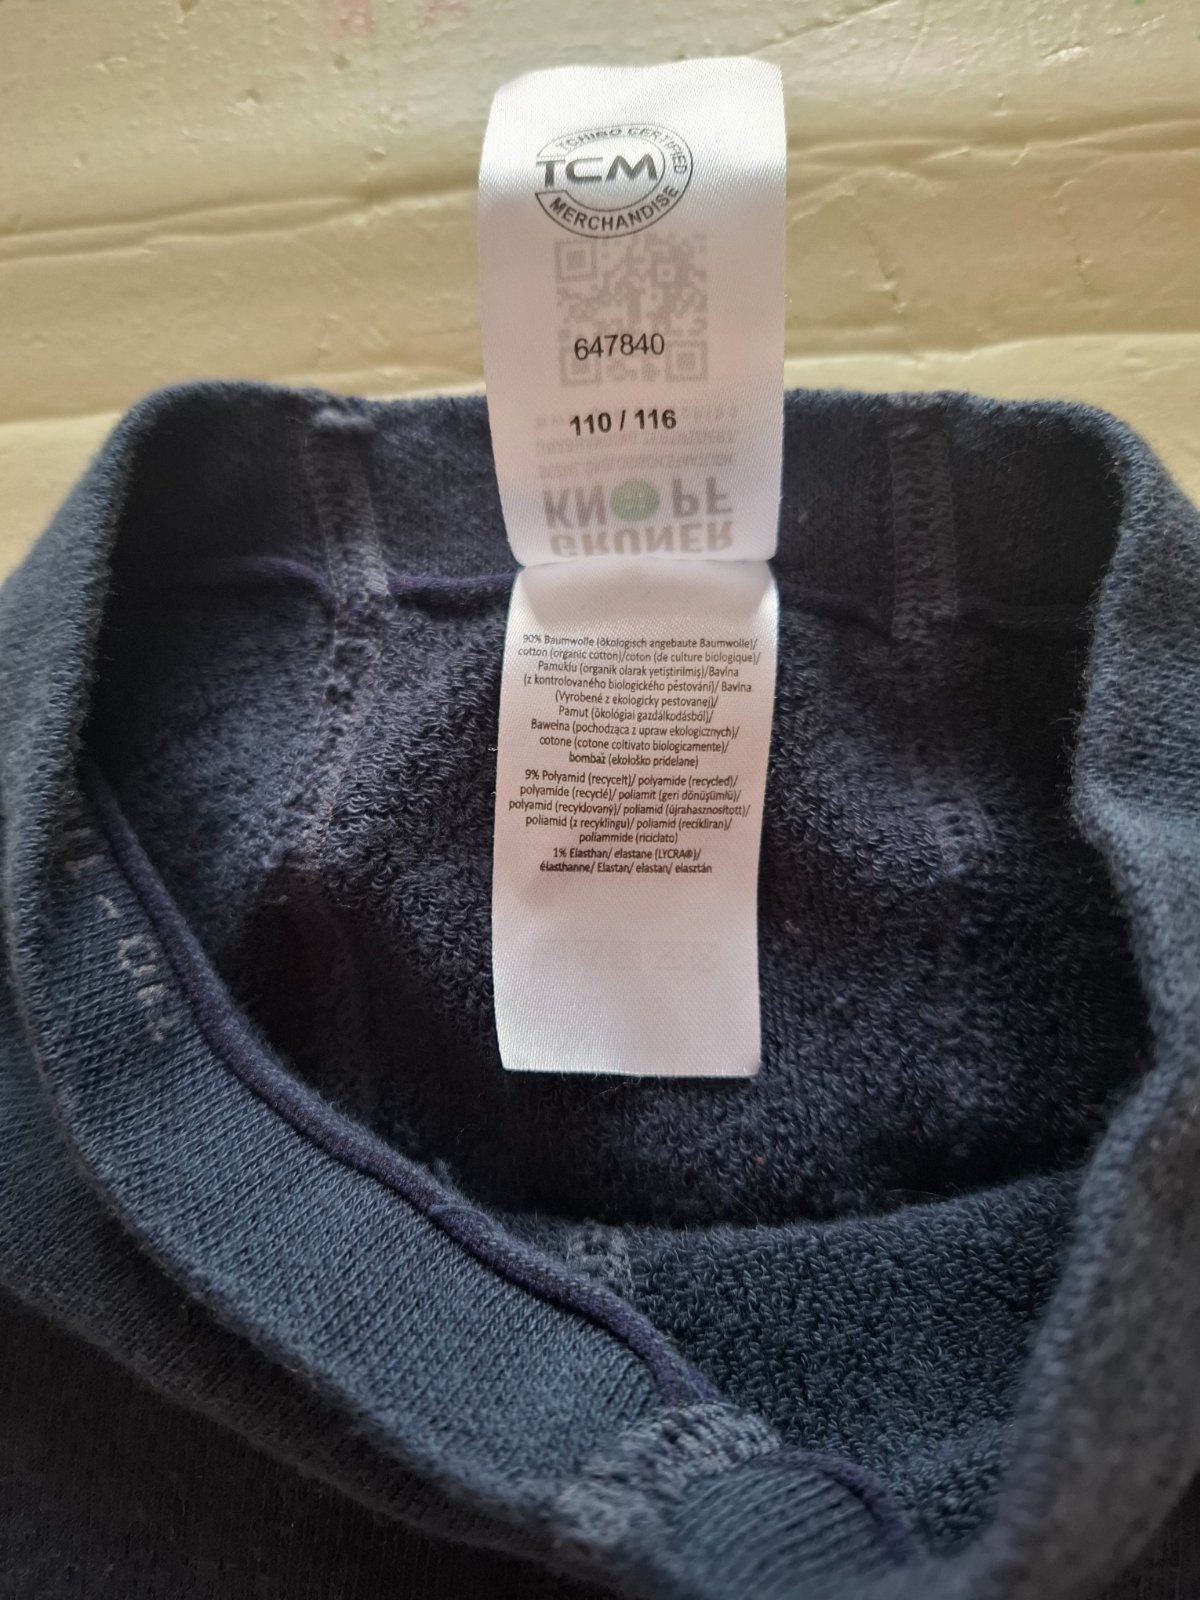 TCHIBO CERTIFIED
TCM
MERCHANDISE
647840
110 / 116
KNOPF
GRÜNER
90% Baumwolle (ökologisch angebaute Baumwolle)/
cotton (organic cotton)/coton (de culture biologique)/
Pamuklu (organik olarak yetiştirilmiş)/Bavlna
(z kontrolovaného biologického pěstování)/ Bavlna
(Vyrobené z ekologicky pestovanej)/
Pamut (ökológiai gazdálkodásból)/
Bawełna (pochodząca z upraw ekologicznych)/
cotone (cotone coltivato biologicamente)/
bombaž (ekološko pridelane)
9% Polyamid (recycelt)/ polyamide (recycled)/
polyamide (recyclé)/ poliamit (geri dönüşümlü)/
polyamid (recyklovaný)/ poliamid (újrahasznosított)/
poliamid (z recyklingu)/ poliamid (recikliran)/
poliammide (riciclato)
1% Elasthan/ elastane (LYCRA®)/
élasthanne/ Elastan/ elastan/ elasztán